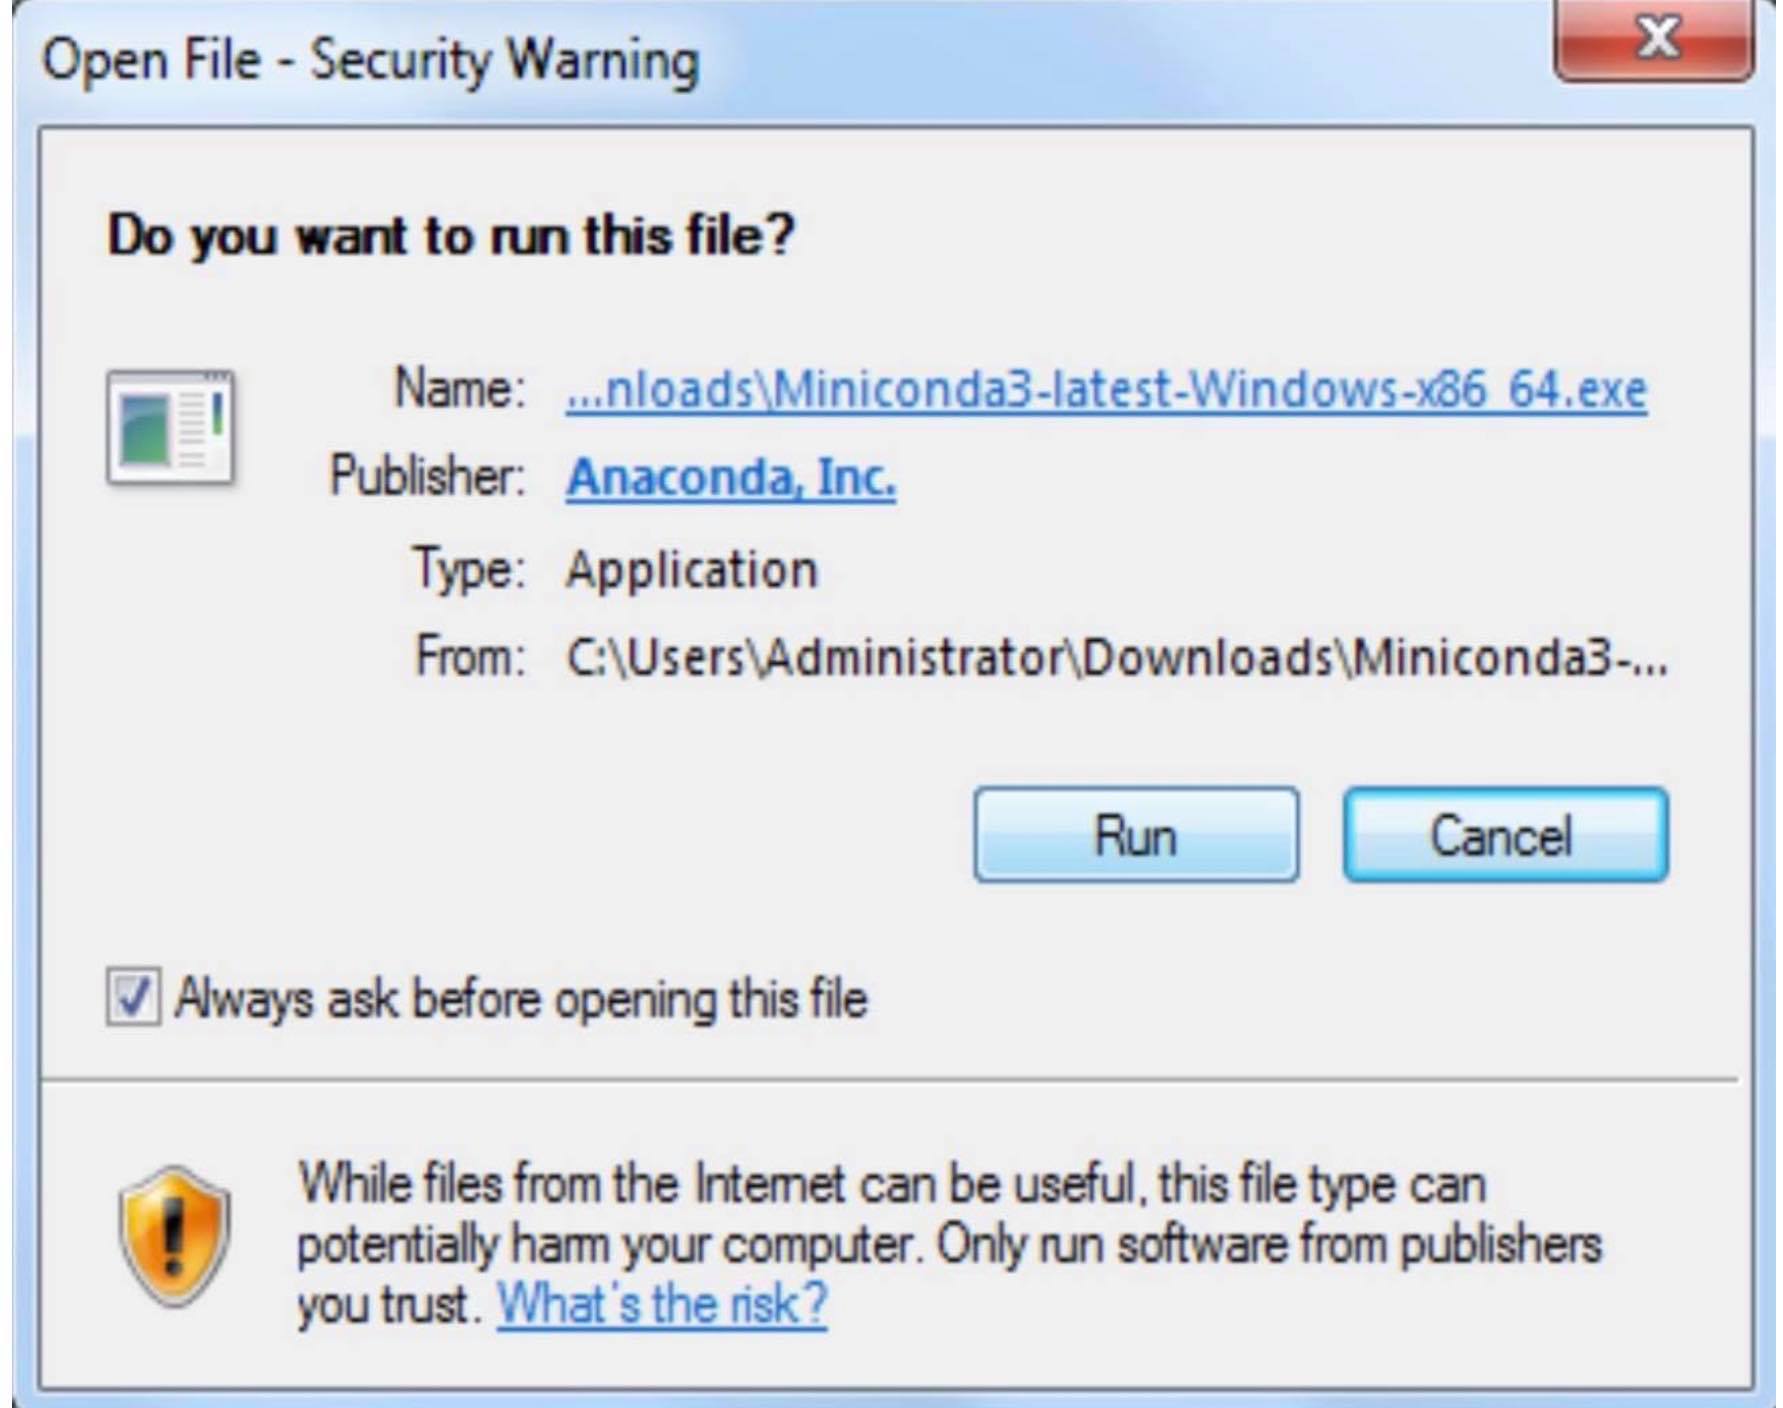 Open File - Security Warning
Do you want to run this file?
Name: ...nloads\Miniconda3-latest-Windows-x86_64.exe
Publisher: Anaconda, Inc.
Type: Application
From: C:\Users\Administrator\Downloads\Miniconda3-...
Run Cancel
Always ask before opening this file
While files from the Internet can be useful, this file type can
potentially harm your computer. Only run software from publishers
you trust. What's the risk?